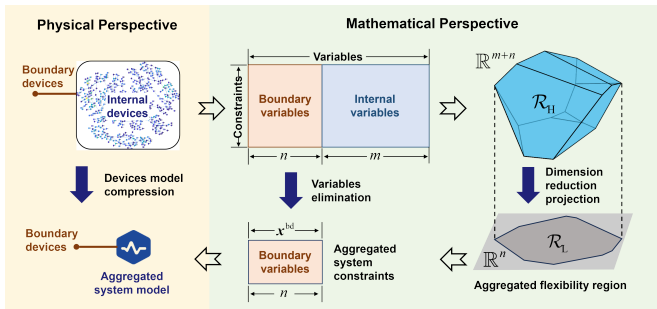 Physical Perspective
Mathematical Perspective
Boundary
devices
Internal
devices
Devices model
compression
Boundary
devices
Aggregated
system model
Variables
Constraints
Boundary
variables
Internal
variables
n
m
Variables
elimination
x^bd
Boundary
variables
n
Aggregated
system
constraints
ℝ^m+n
ℛ_H
Dimension
reduction
projection
ℛ_L
ℝ^n
Aggregated flexibility region